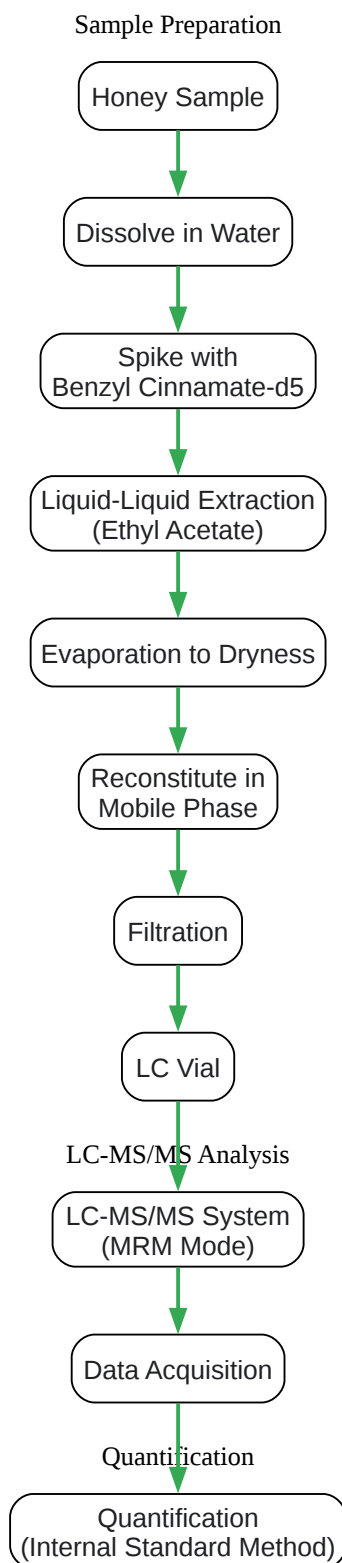 Sample Preparation
Honey Sample
Dissolve in Water
Spike with
Benzyl Cinnamate-d5
Liquid-Liquid Extraction
(Ethyl Acetate)
Evaporation to Dryness
Reconstitute in
Mobile Phase
Filtration
LC Vial
LC-MS/MS Analysis
LC-MS/MS System
(MRM Mode)
Data Acquisition
Quantification
Quantification
(Internal Standard Method)